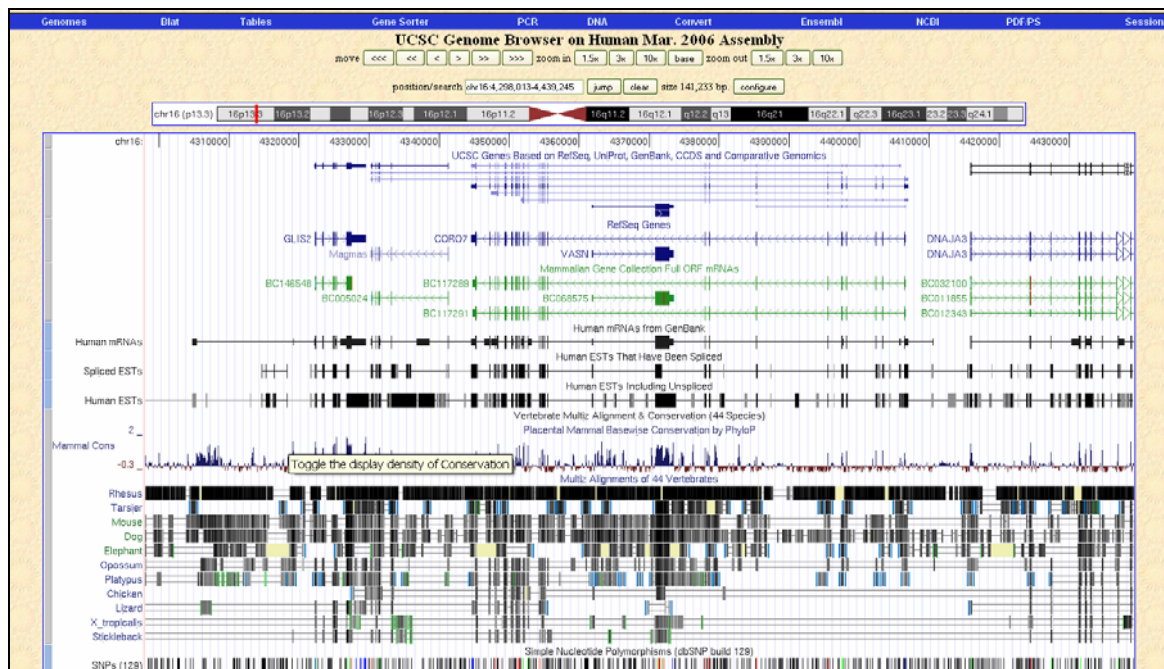 Genomes Blat Tables Gene Sorter PCR DNA Convert Ensembl NCBI PDF/PS Session
UCSC Genome Browser on Human Mar. 2006 Assembly
move <<< << < > >> >>> zoom in 1.5x 3x 10x base zoom out 1.5x 3x 10x
position/search chr16:4,298,013-4,439,245 jump clear size 141,233 bp. configure
chr16 (p13.3) 16p13.3 16p13.2 16p12.3 16p12.1 16p11.2 16q11.2 16q12.1 q12.2 q13 16q21 16q22.1 q22.3 16q23.1 23.2 23.3 q24.1
chr16: 4310000 4320000 4330000 4340000 4350000 4360000 4370000 4380000 4390000 4400000 4410000 4420000 4430000
UCSC Genes Based on RefSeq, UniProt, GenBank, CCDS and Comparative Genomics
RefSeq Genes
GLIS2 CORO7 DNAJA3
Magmas VASN DNAJA3
Mammalian Gene Collection Full ORF mRNAs
BC146548 BC117289 BC032100
BC005024 BC068575 BC011855
BC117291 BC012343
Human mRNAs from GenBank
Human mRNAs
Human ESTs That Have Been Spliced
Spliced ESTs
Human ESTs Including Unspliced
Human ESTs
Vertebrate Multiz Alignment & Conservation (44 Species)
2 _ Placental Mammal Basewise Conservation by PhyloP
Mammal Cons
-0.3 _ Toggle the display density of Conservation
Multiz Alignments of 44 Vertebrates
Rhesus
Tarsier
Mouse
Dog
Elephant
Opossum
Platypus
Chicken
Lizard
X_tropicalis
Stickleback
Simple Nucleotide Polymorphisms (dbSNP build 129)
SNPs (129)